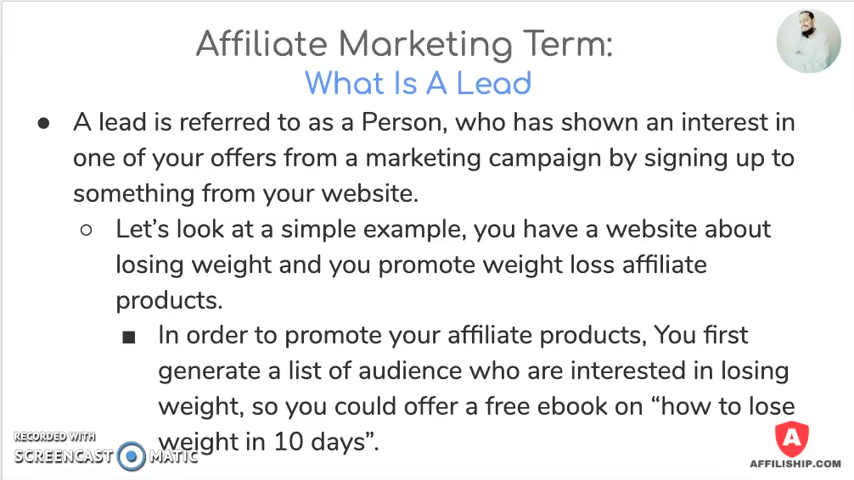 Affiliate Marketing Term:
What Is A Lead
● A lead is referred to as a Person, who has shown an interest in
one of your offers from a marketing campaign by signing up to
something from your website.
○ Let’s look at a simple example, you have a website about
losing weight and you promote weight loss affiliate
products.
■ In order to promote your affiliate products, You first
generate a list of audience who are interested in losing
weight, so you could offer a free ebook on “how to lose
weight in 10 days”.
RECORDED WITH
SCREENCAST MATIC
A
AFFILISHIP.COM